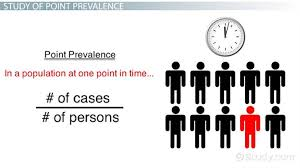 STUDY OF POINT PREVALENCE
Point Prevalence
In a population at one point in time...
# of cases
# of persons
study.com